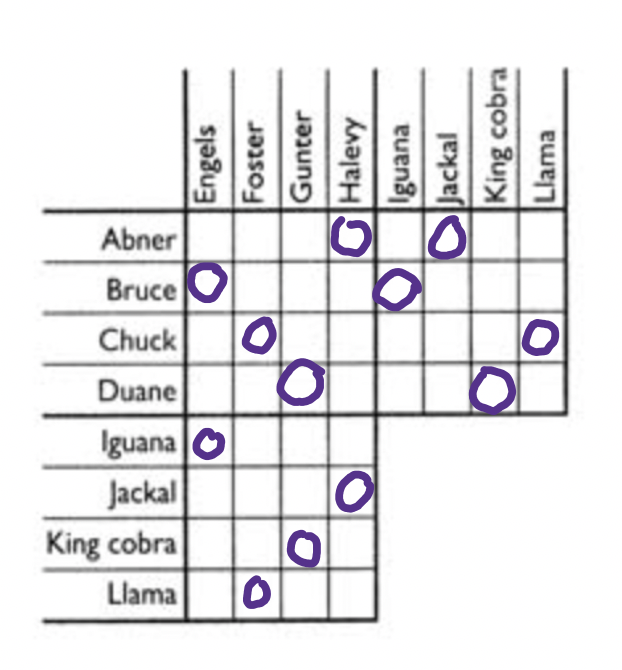 Engels
Foster
Gunter
Halevy
Iguana
Jackal
King cobra
Llama
Abner
Bruce
Chuck
Duane
Iguana
Jackal
King cobra
Llama